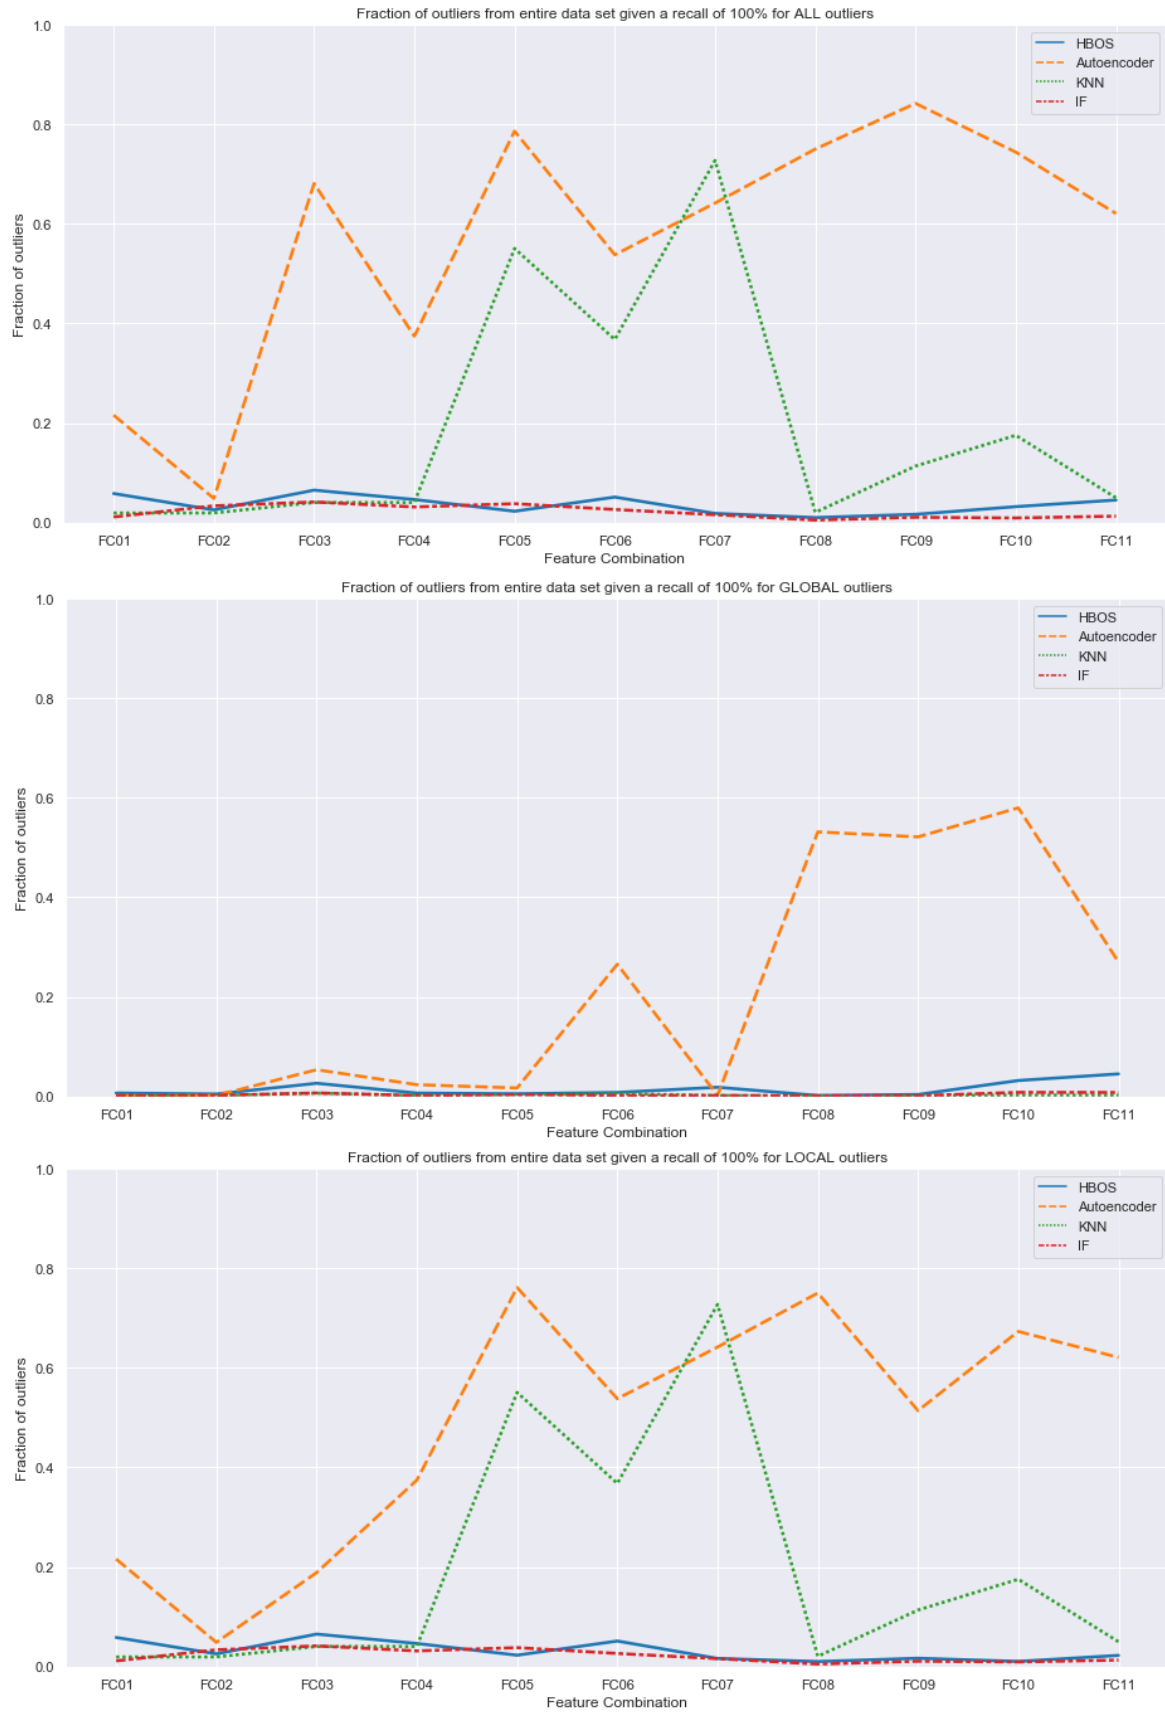 Fraction of outliers from entire data set given a recall of 100% for ALL outliers
1.0
0.8
0.6
0.4
0.2
0.0
Fraction of outliers
HBOS
Autoencoder
KNN
IF
FC01 FC02 FC03 FC04 FC05 FC06 FC07 FC08 FC09 FC10 FC11
Feature Combination
Fraction of outliers from entire data set given a recall of 100% for GLOBAL outliers
1.0
0.8
0.6
0.4
0.2
0.0
Fraction of outliers
HBOS
Autoencoder
KNN
IF
FC01 FC02 FC03 FC04 FC05 FC06 FC07 FC08 FC09 FC10 FC11
Feature Combination
Fraction of outliers from entire data set given a recall of 100% for LOCAL outliers
1.0
0.8
0.6
0.4
0.2
0.0
Fraction of outliers
HBOS
Autoencoder
KNN
IF
FC01 FC02 FC03 FC04 FC05 FC06 FC07 FC08 FC09 FC10 FC11
Feature Combination